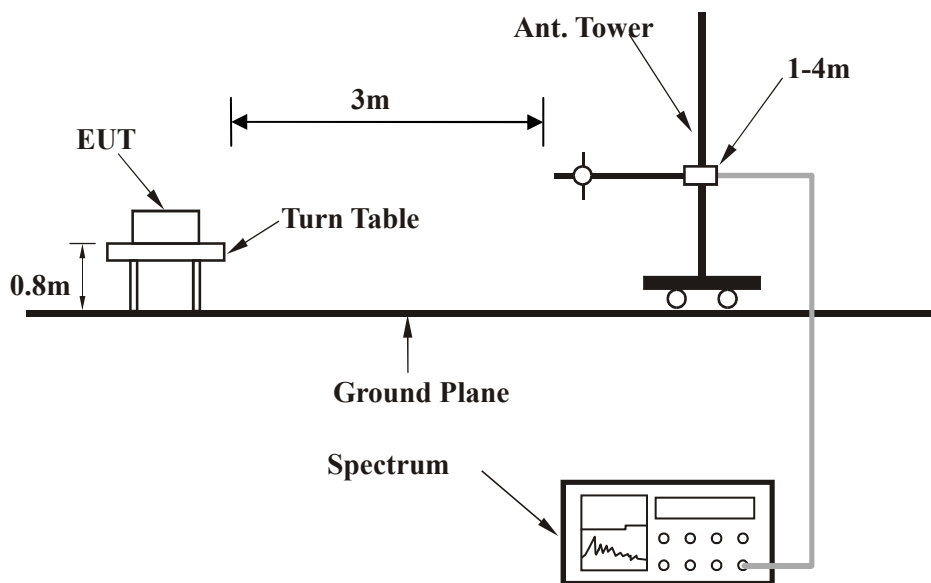 Ant. Tower
1-4m
3m
EUT
Turn Table
0.8m
Ground Plane
Spectrum